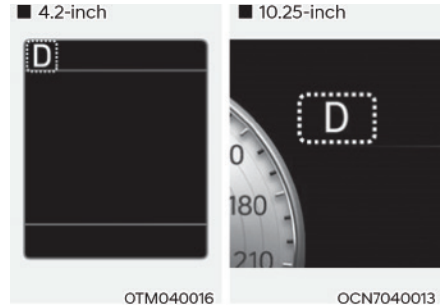 ■ 4.2-inch
D
OTM040016
■ 10.25-inch
D
0
180
210
OCN7040013